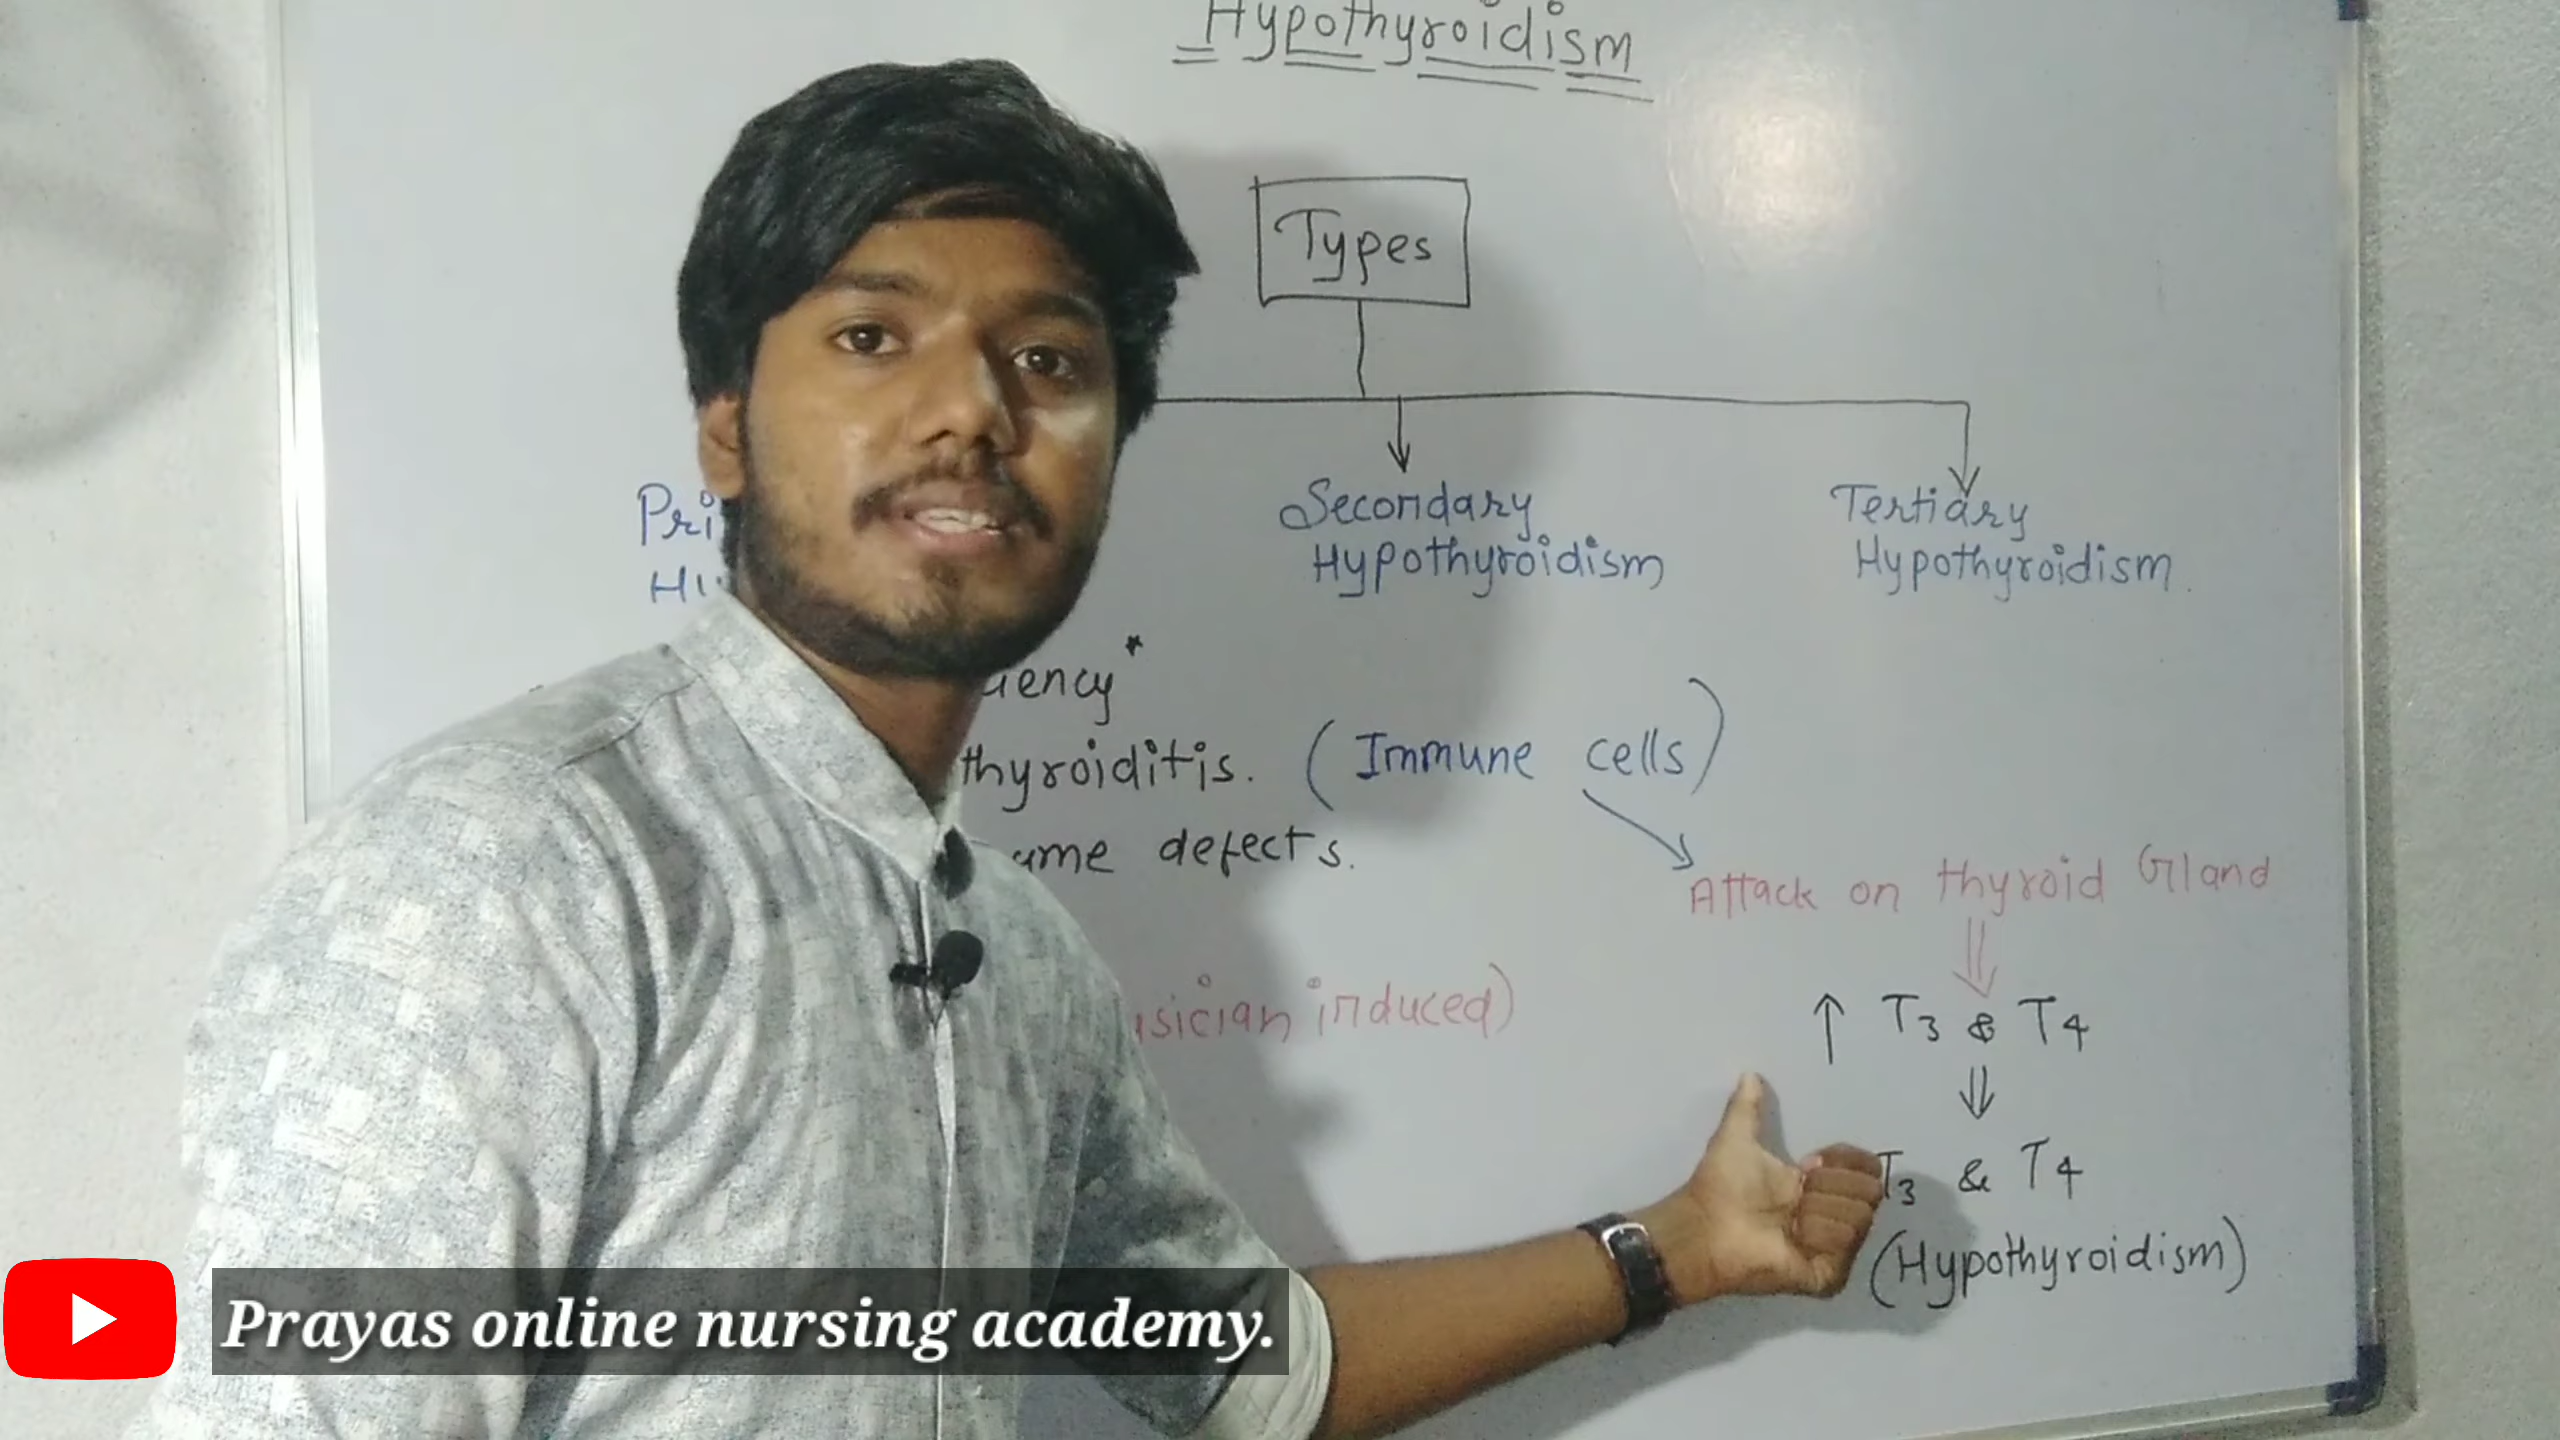 Hypothyroidism
Types
Secondary
Hypothyroidism
Tertiary
Hypothyroidism.
thyroiditis. (Immune cells)
defects.
Attack on thyroid Gland
induced)
↑ T3 & T4
T3 & T4
(Hypothyroidism)
Prayas online nursing academy.